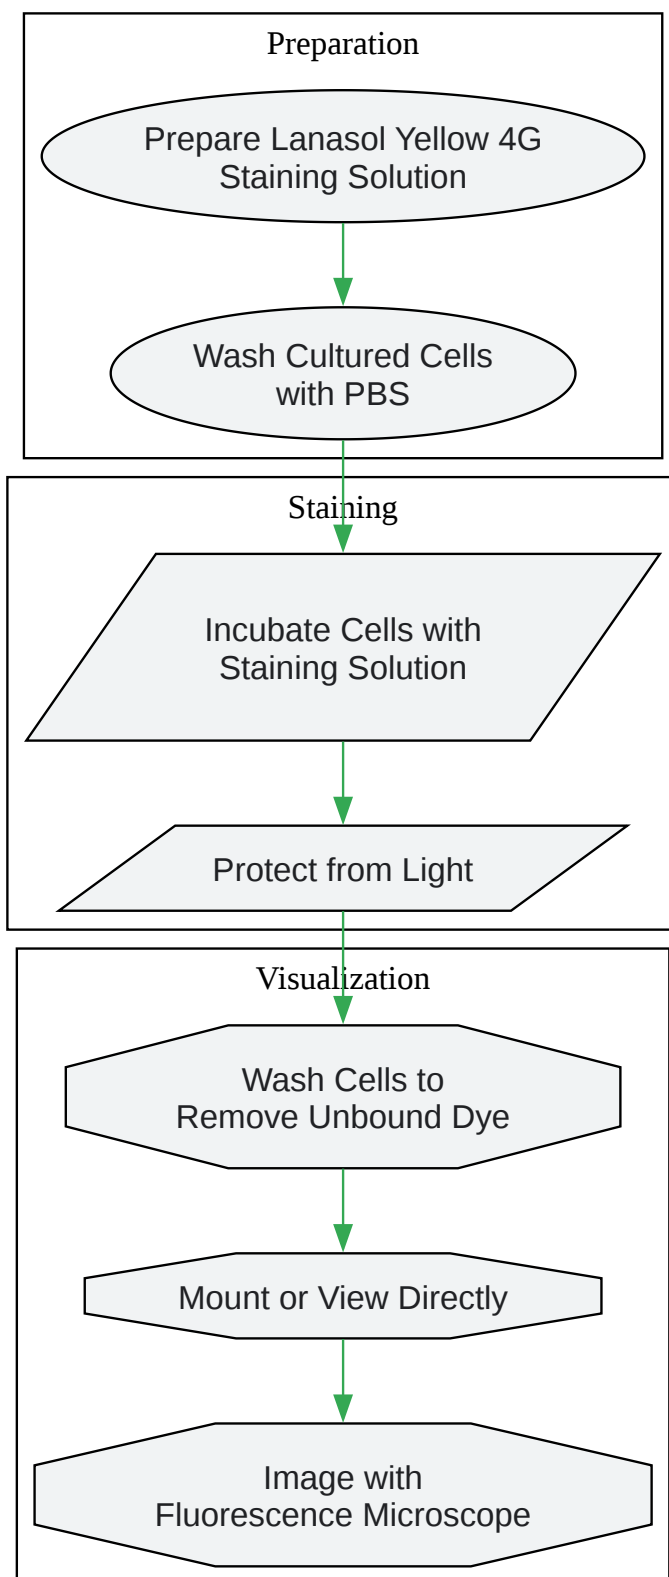 Preparation
Prepare Lanasol Yellow 4G
Staining Solution
Wash Cultured Cells
with PBS
Staining
Incubate Cells with
Staining Solution
Protect from Light
Visualization
Wash Cells to
Remove Unbound Dye
Mount or View Directly
Image with
Fluorescence Microscope